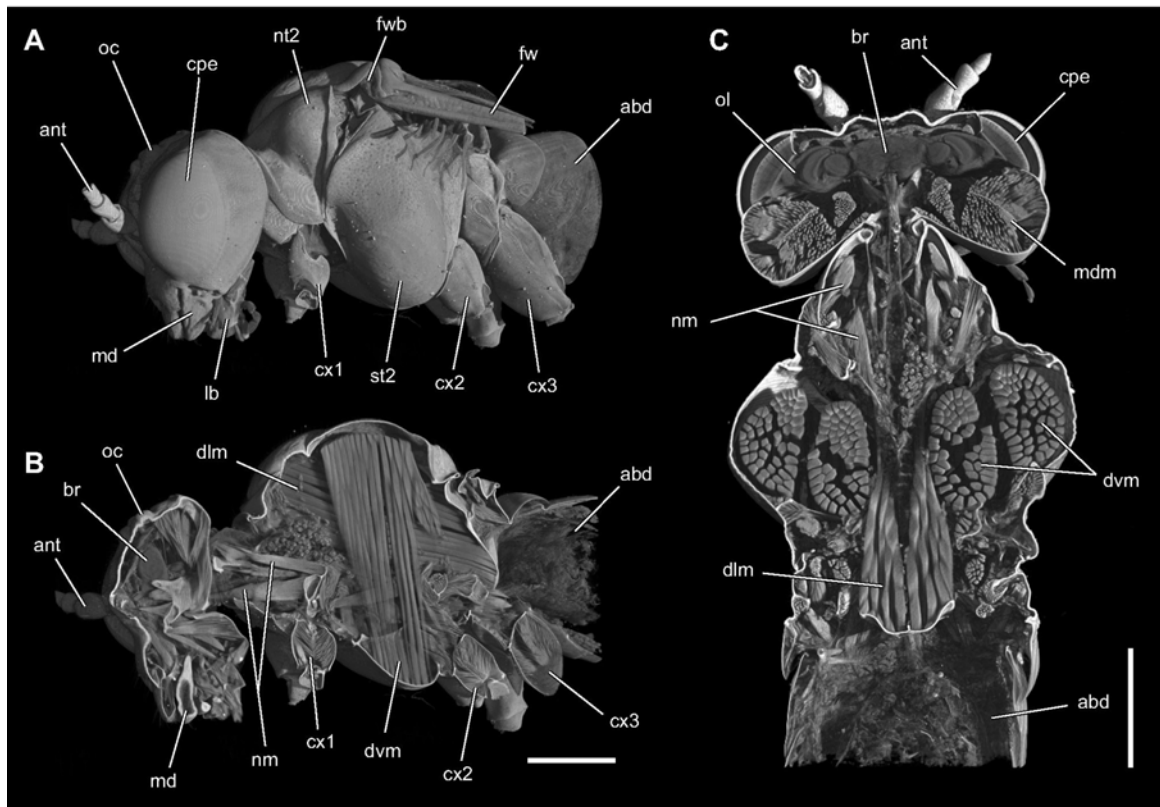 A
oc
cpe
nt2
fwb
fw
abd
ant
md
lb
cx1
st2
cx2
cx3
B
oc
br
ant
dlm
abd
md
nm
cx1
dvm
cx2
cx3
C
br
ant
cpe
ol
mdm
nm
dvm
dlm
abd